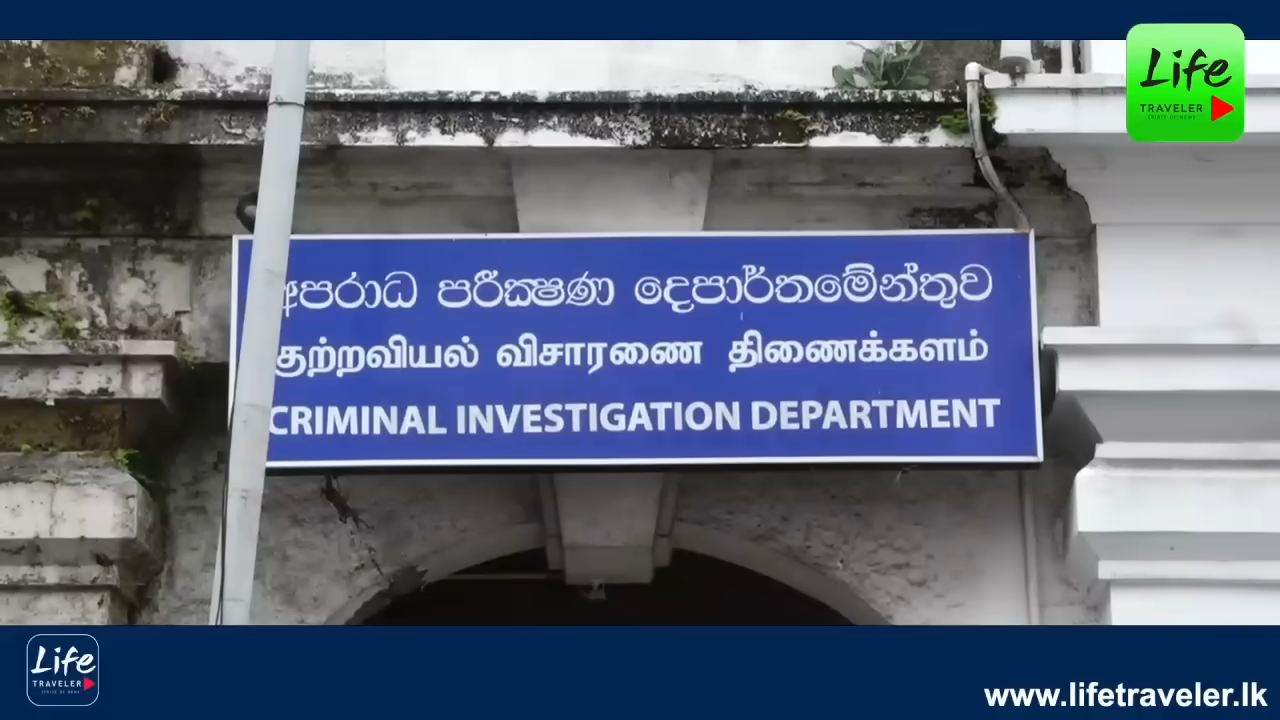 Life
TRAVELER
අපරාධ පරීක්ෂණ දෙපාර්තමේන්තුව
குற்றவியல் விசாரணை திணைக்களம்
CRIMINAL INVESTIGATION DEPARTMENT
Life
TRAVELER
www.lifetraveler.lk